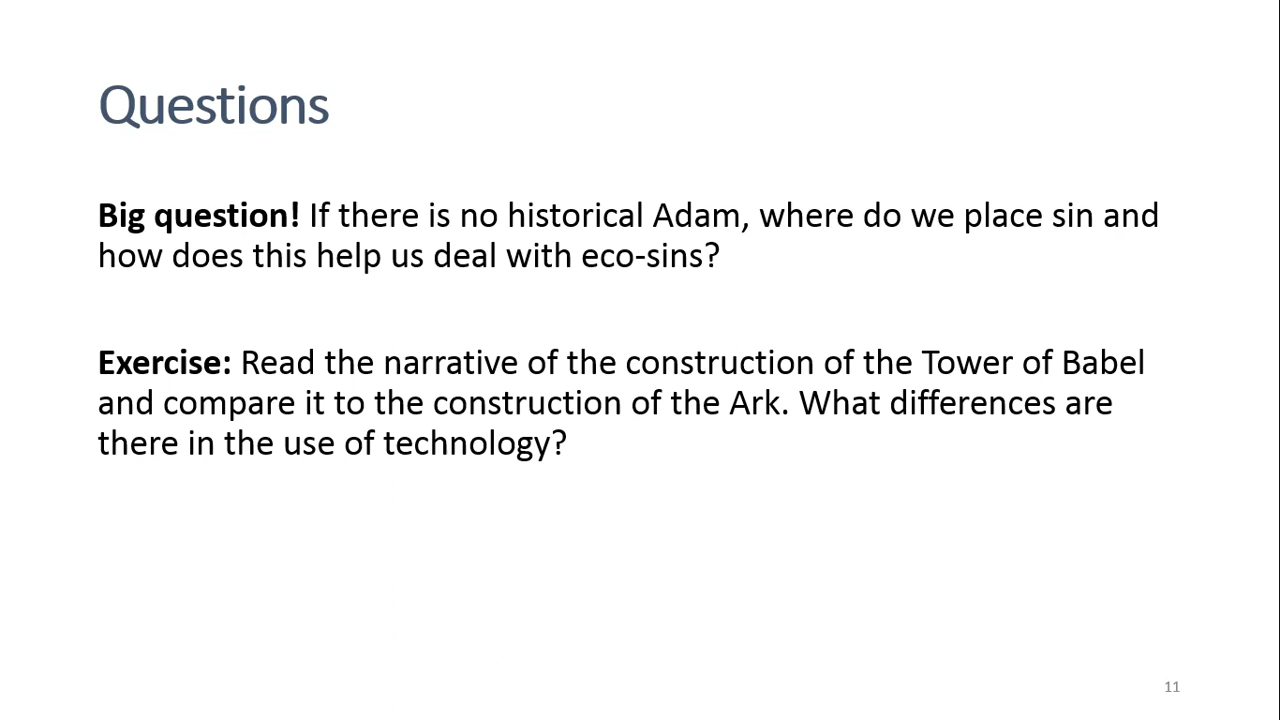 Questions
Big question! If there is no historical Adam, where do we place sin and
how does this help us deal with eco-sins?
Exercise: Read the narrative of the construction of the Tower of Babel
and compare it to the construction of the Ark. What differences are
there in the use of technology?
11